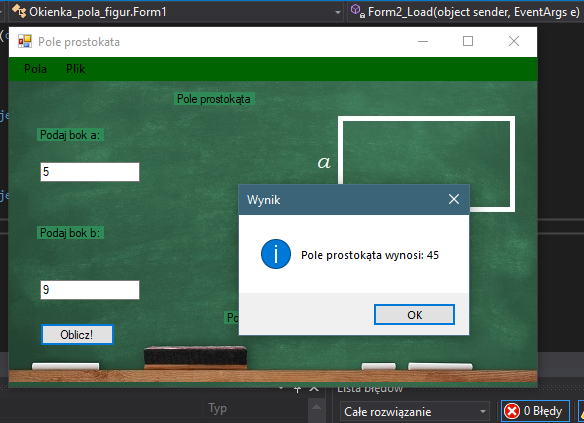 Okienka_pola_figur.Form1
Form2_Load(object sender, EventArgs e)
Pole prostokata
Pola Plik
Pole prostokąta
Podaj bok a:
5
a
Wynik
Pole prostokąta wynosi: 45
OK
Podaj bok b:
9
Oblicz!
Lista błędów
Typ
Całe rozwiązanie
0 Błędy